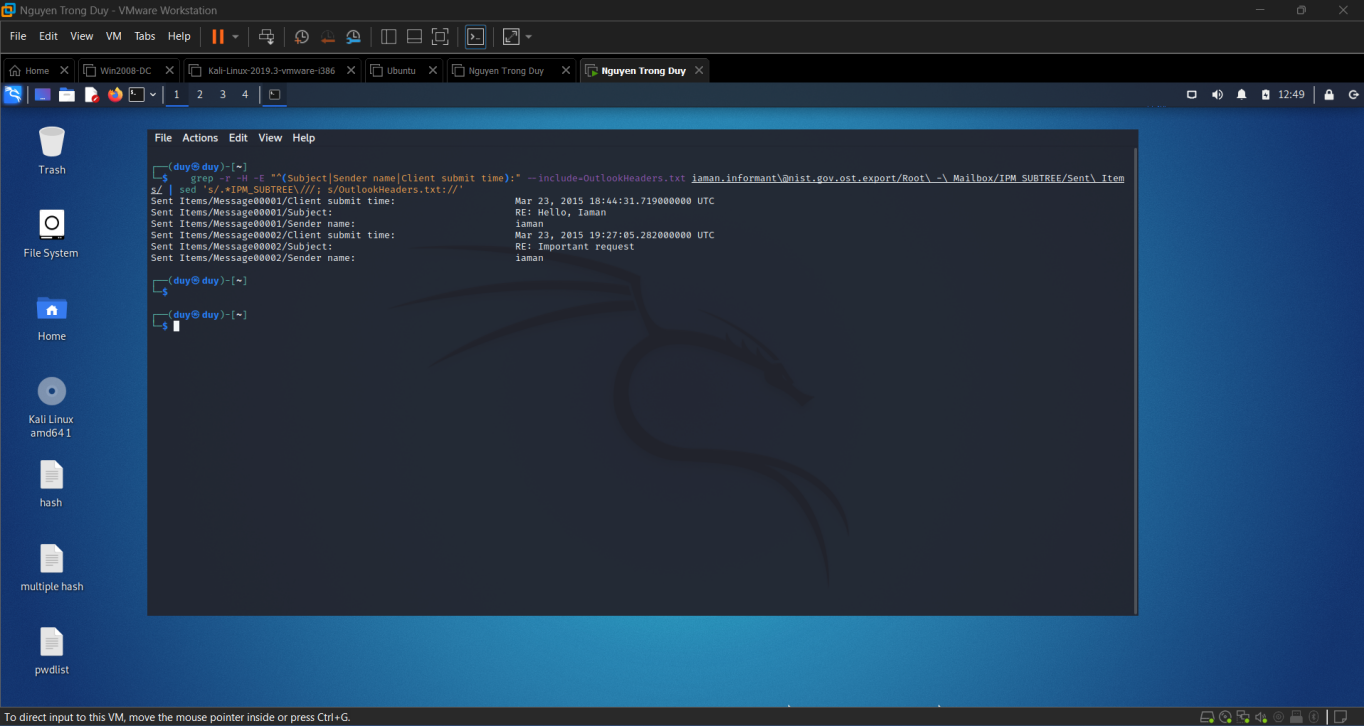 Nguyen Trong Duy - VMware Workstation
File Edit View VM Tabs Help
Home Win2008-DC Kali-Linux-2019.3-vmware-i386 Ubuntu Nguyen Trong Duy Nguyen Trong Duy
1 2 3 4 12:49
Trash
File System
Home
Kali Linux
amd64 1
hash
multiple hash
pwdlist
File Actions Edit View Help
┌──(duy㉿duy)-[~]
└─$ grep -r -H -E "^(Subject|Sender name|Client submit time):" --include=OutlookHeaders.txt iaman.informant\@nist.gov.ost.export/Root\ -\ Mailbox/IPM_SUBTREE/Sent\ Item
s/ | sed 's/.*IPM_SUBTREE\///; s/OutlookHeaders.txt://'
Sent Items/Message00001/Client submit time: Mar 23, 2015 18:44:31.719000000 UTC
Sent Items/Message00001/Subject: RE: Hello, Iaman
Sent Items/Message00001/Sender name: iaman
Sent Items/Message00002/Client submit time: Mar 23, 2015 19:27:05.282000000 UTC
Sent Items/Message00002/Subject: RE: Important request
Sent Items/Message00002/Sender name: iaman
┌──(duy㉿duy)-[~]
└─$
┌──(duy㉿duy)-[~]
└─$
To direct input to this VM, move the mouse pointer inside or press Ctrl+G.